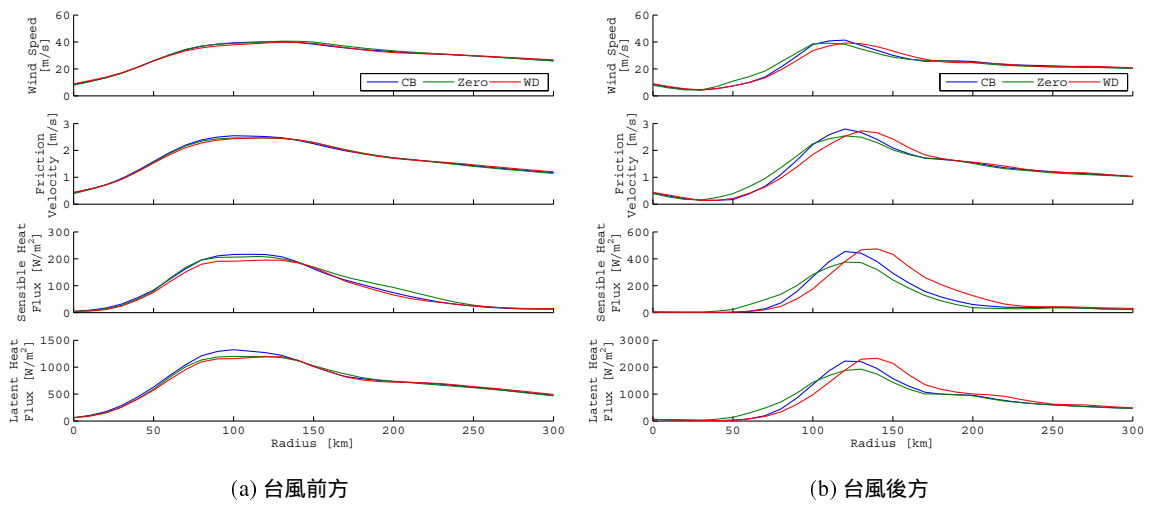 60
40
20
0
Wind Speed
[m/s]
CB Zero WD
3
2
1
0
Friction
Velocity [m/s]
300
200
100
0
Sensible Heat
Flux [W/m²]
1500
1000
500
0
Latent Heat
Flux [W/m²]
0 50 100 150 200 250 300
Radius [km]
(a) 台風前方
60
40
20
0
Wind Speed
[m/s]
CB Zero WD
3
2
1
0
Friction
Velocity [m/s]
600
400
200
0
Sensible Heat
Flux [W/m²]
3000
2000
1000
0
Latent Heat
Flux [W/m²]
0 50 100 150 200 250 300
Radius [km]
(b) 台風後方